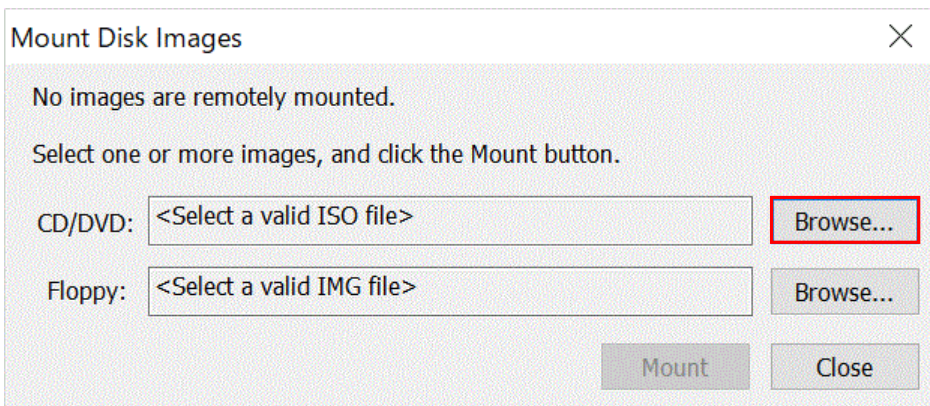 Mount Disk Images
No images are remotely mounted.
Select one or more images, and click the Mount button.
CD/DVD: <Select a valid ISO file> Browse...
Floppy: <Select a valid IMG file> Browse...
Mount Close